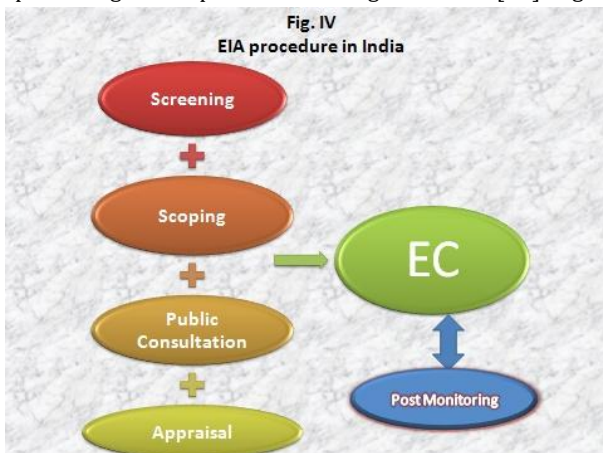 Fig. IV
EIA procedure in India
Screening
Scoping
Public
Consultation
Appraisal
EC
Post Monitoring